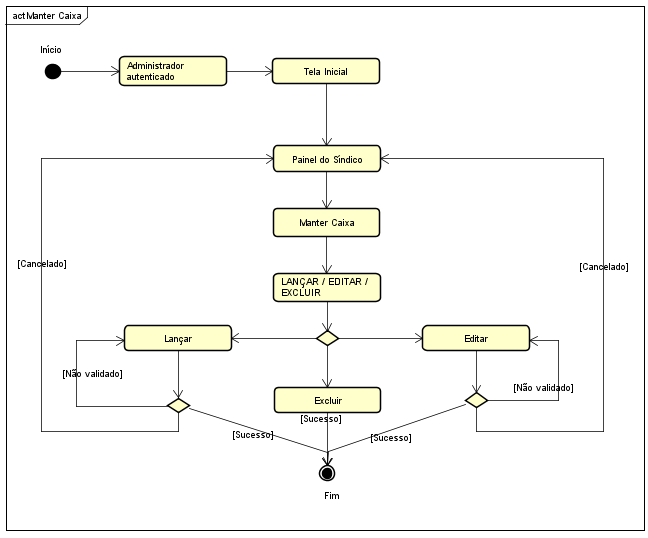 actManter Caixa
Início
Administrador
autenticado
Tela Inicial
Painel do Síndico
Manter Caixa
[Cancelado]
[Cancelado]
LANÇAR / EDITAR /
EXCLUIR
Lançar
Editar
[Não validado]
[Não validado]
Excluir
[Sucesso]
[Sucesso]
[Sucesso]
Fim